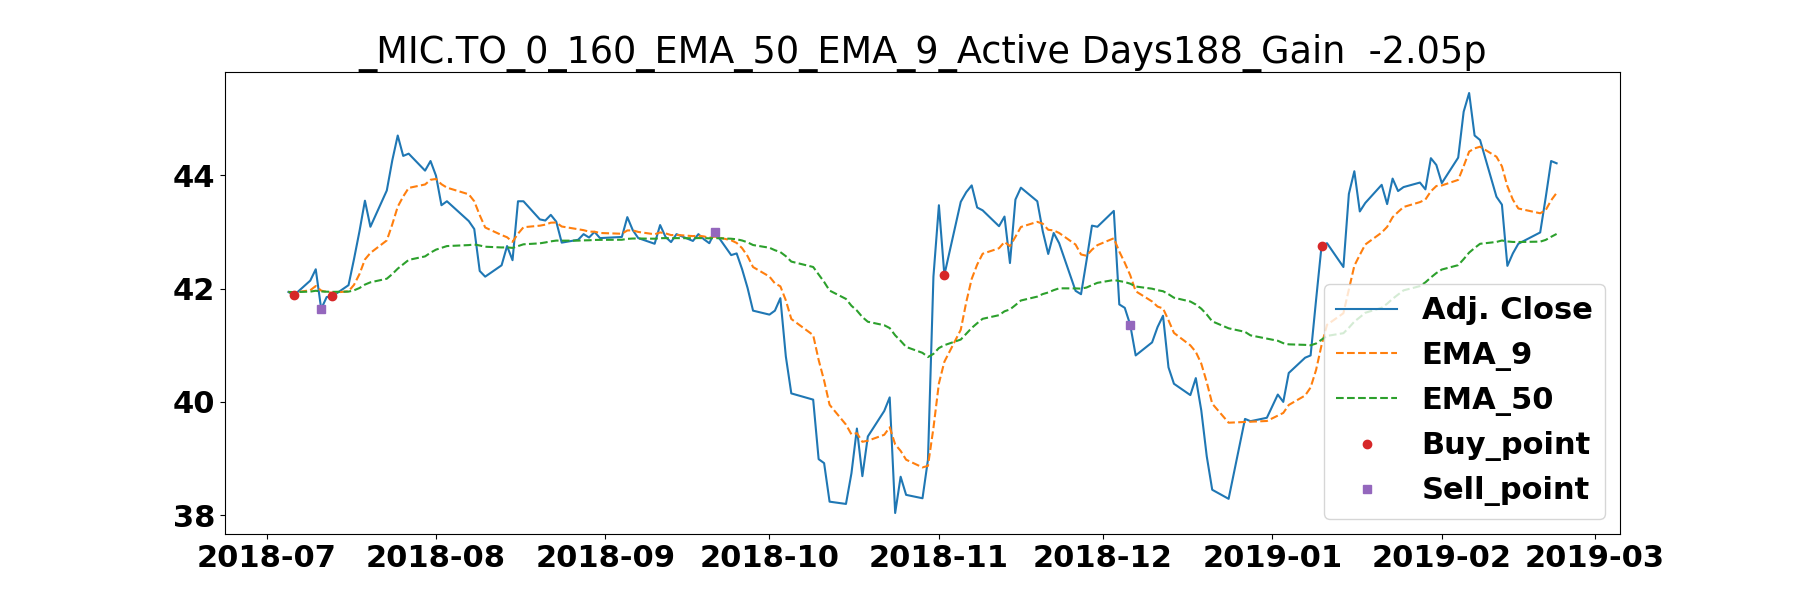 _MIC.TO_0_160_EMA_50_EMA_9_Active Days188_Gain  -2.05p
44
42
40
38
Adj. Close
EMA_9
EMA_50
Buy_point
Sell_point
2018-07 2018-08 2018-09 2018-10 2018-11 2018-12 2019-01 2019-02 2019-03